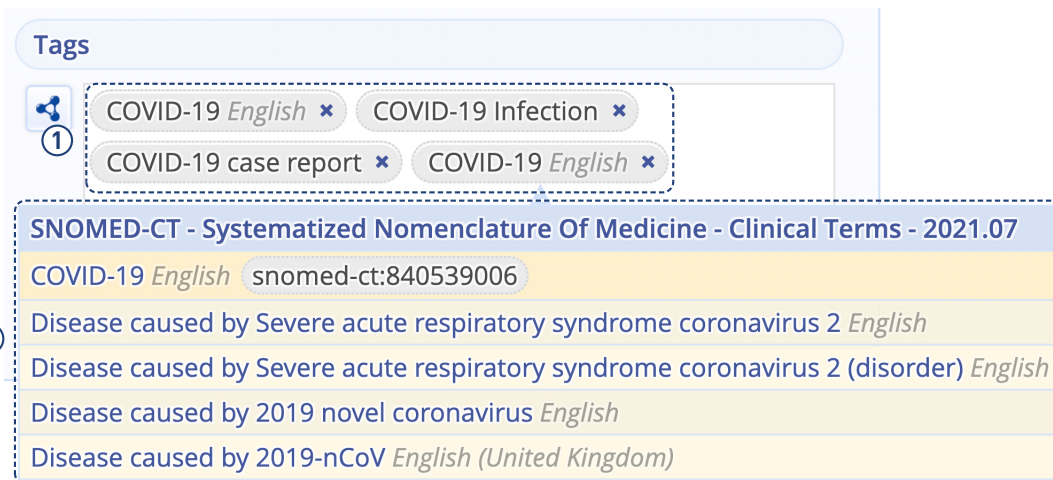 Tags
COVID-19 English × COVID-19 Infection ×
1
COVID-19 case report × COVID-19 English ×
SNOMED-CT - Systematized Nomenclature Of Medicine - Clinical Terms - 2021.07
COVID-19 English snomed-ct:840539006
Disease caused by Severe acute respiratory syndrome coronavirus 2 English
Disease caused by Severe acute respiratory syndrome coronavirus 2 (disorder) English
Disease caused by 2019 novel coronavirus English
Disease caused by 2019-nCoV English (United Kingdom)